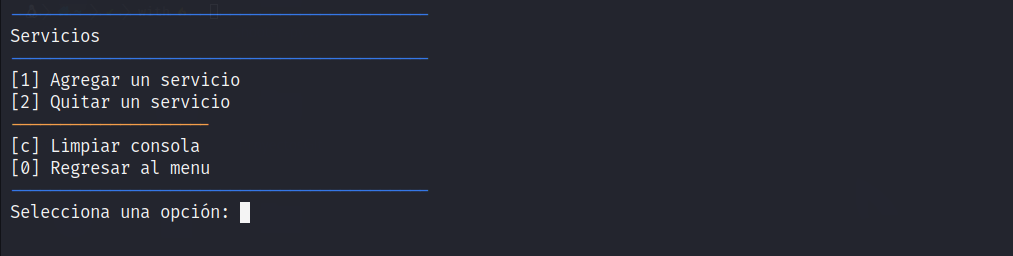 Servicios
[1] Agregar un servicio
[2] Quitar un servicio
[c] Limpiar consola
[0] Regresar al menu
Selecciona una opción: